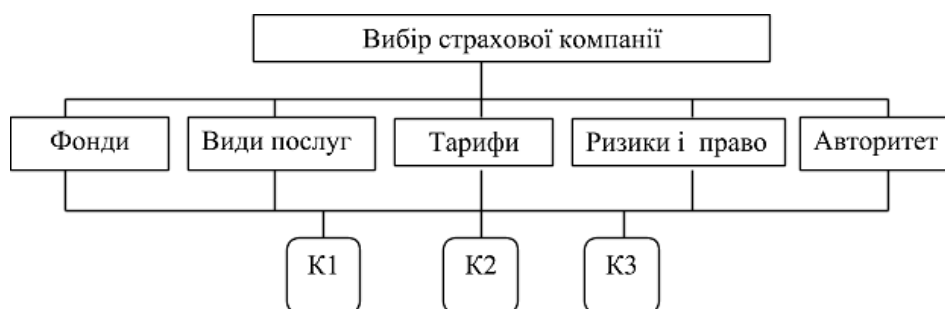 Вибір страхової компанії
Фонди
Види послуг
Тарифи
Ризики і право
Авторитет
К1
К2
К3